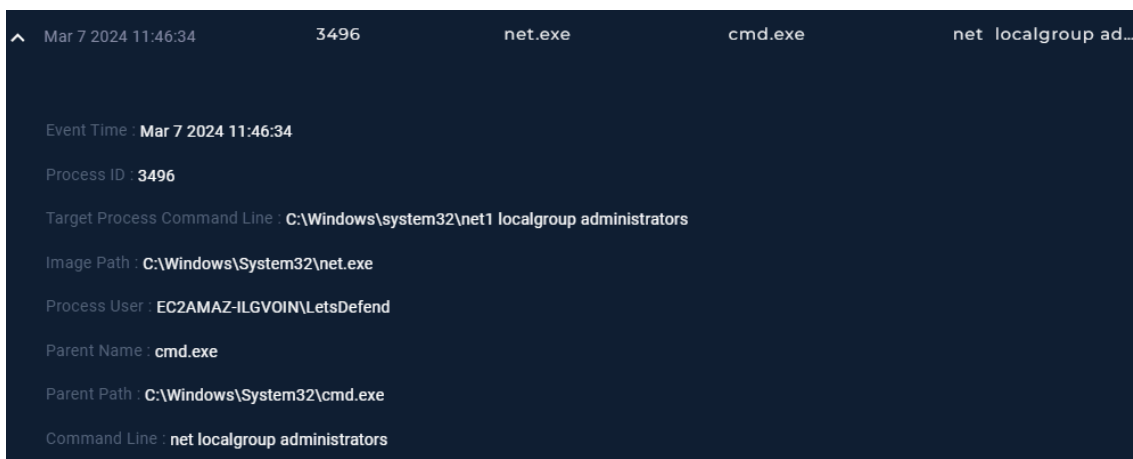 Mar 7 2024 11:46:34 3496 net.exe cmd.exe net localgroup ad...
Event Time : Mar 7 2024 11:46:34
Process ID : 3496
Target Process Command Line : C:\Windows\system32\net1 localgroup administrators
Image Path : C:\Windows\System32\net.exe
Process User : EC2AMAZ-ILGVOIN\LetsDefend
Parent Name : cmd.exe
Parent Path : C:\Windows\System32\cmd.exe
Command Line : net localgroup administrators